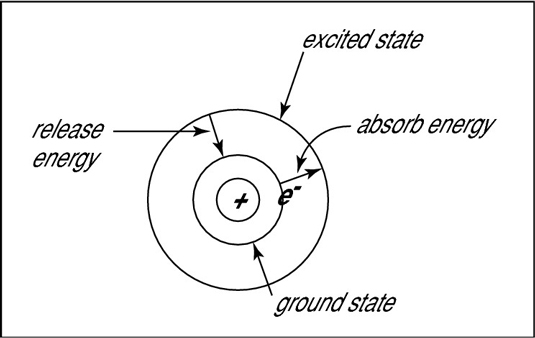 excited state
release
energy
absorb energy
+
e-
ground state